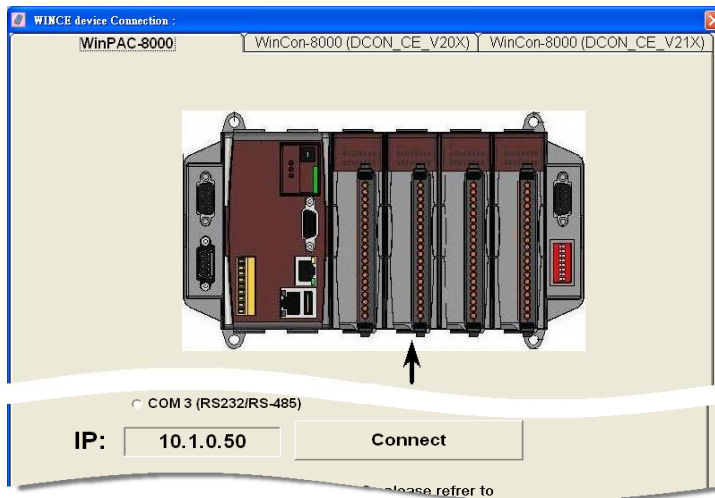 WINCE device Connection :
WinPAC-8000 WinCon-8000 (DCON_CE_V20X) WinCon-8000 (DCON_CE_V21X)
COM 3 (RS232/RS-485)
IP: 10.1.0.50 Connect
please refrer to